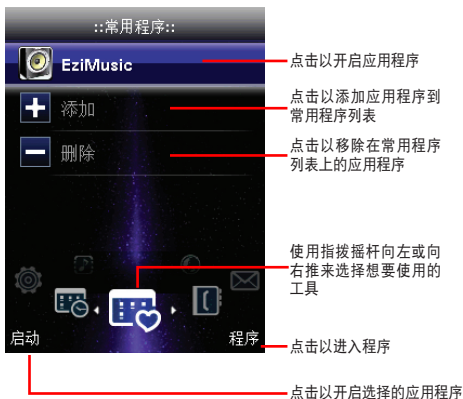 ::常用程序::
EziMusic
添加
删除
启动
程序
点击以开启应用程序
点击以添加应用程序到
常用程序列表
点击以移除在常用程序
列表上的应用程序
使用指拨摇杆向左或向
右推来选择想要使用的
工具
点击以进入程序
点击以开启选择的应用程序